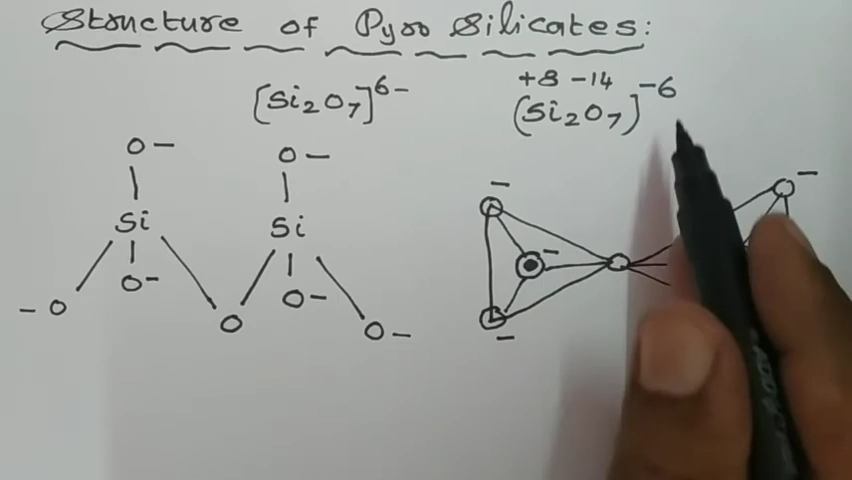 Structure of Pyro Silicates:
+8 -14
[Si2O7]6- (Si2O7]-6
O- O-
Si Si
O- O-
-O O O-
- -
-
-